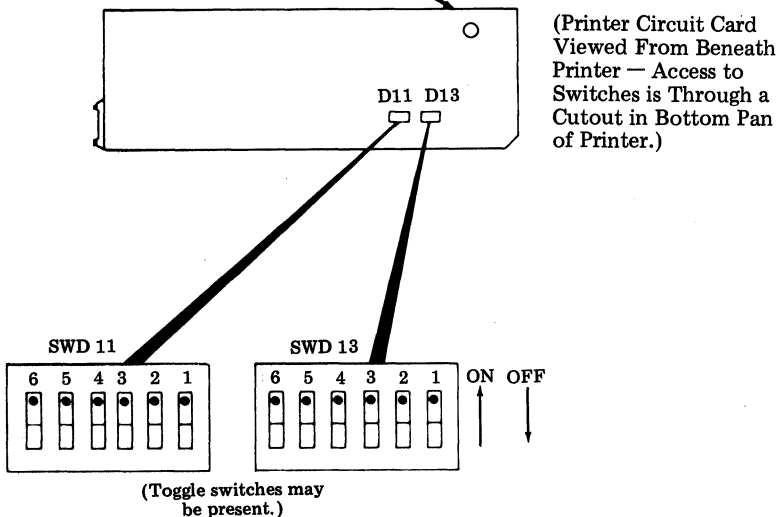 (Printer Circuit Card
Viewed From Beneath
Printer — Access to
Switches is Through a
Cutout in Bottom Pan
of Printer.)
D11 D13
SWD 11
SWD 13
6 5 4 3 2 1
6 5 4 3 2 1
ON OFF
(Toggle switches may
be present.)